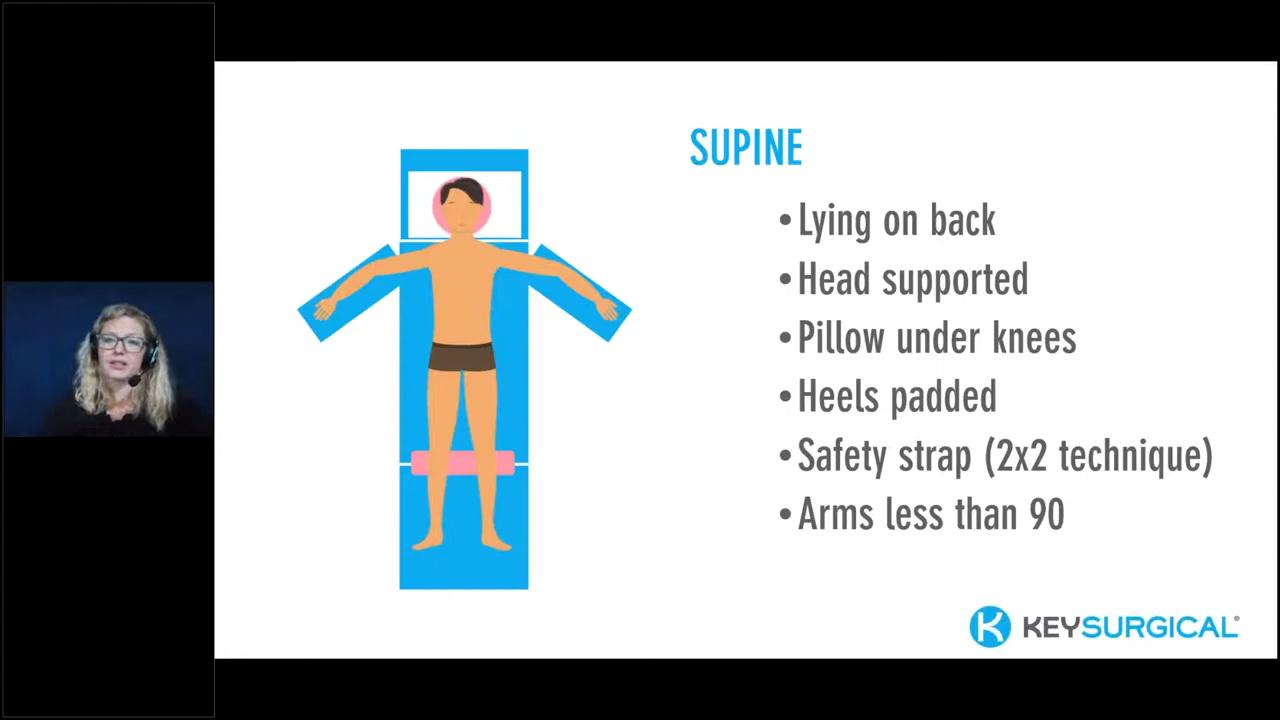 SUPINE
•Lying on back
•Head supported
•Pillow under knees
•Heels padded
•Safety strap (2x2 technique)
•Arms less than 90
K KEYSURGICAL®